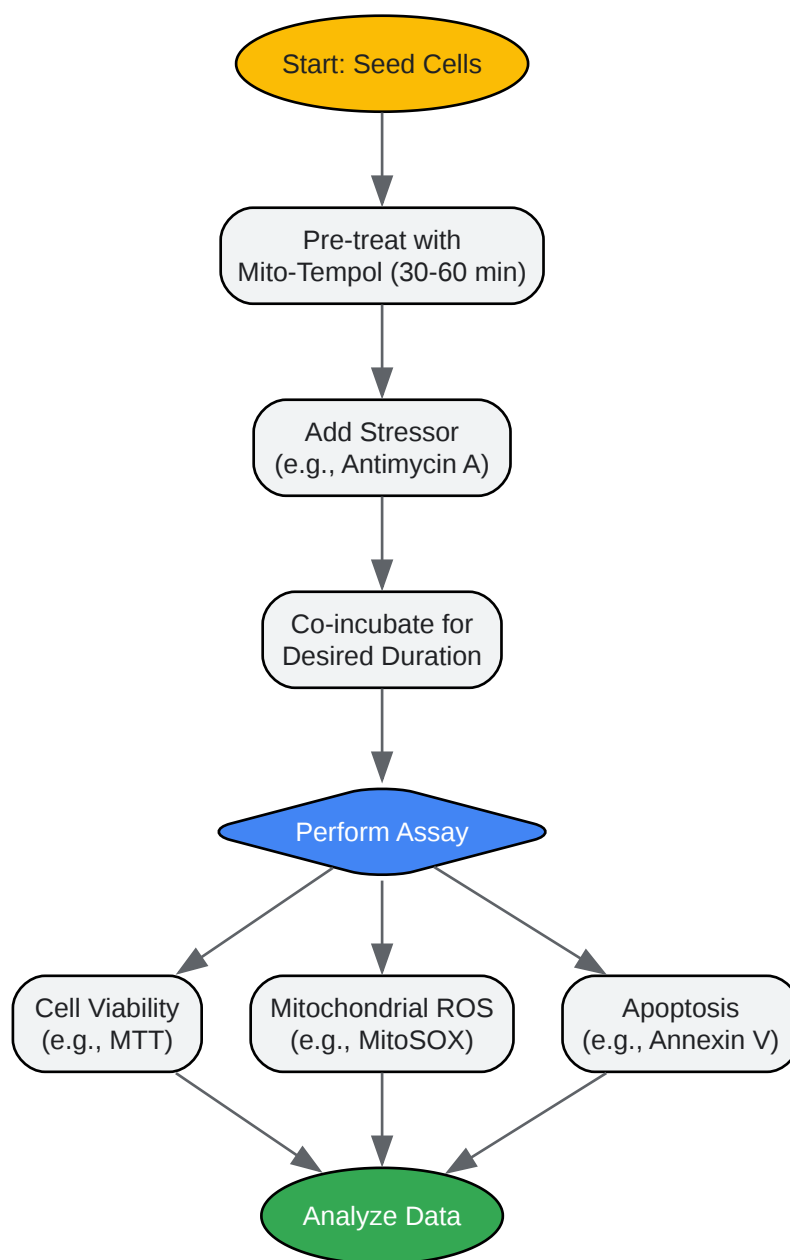 Start: Seed Cells
Pre-treat with
Mito-Tempol (30-60 min)
Add Stressor
(e.g., Antimycin A)
Co-incubate for
Desired Duration
Perform Assay
Cell Viability
(e.g., MTT)
Mitochondrial ROS
(e.g., MitoSOX)
Apoptosis
(e.g., Annexin V)
Analyze Data